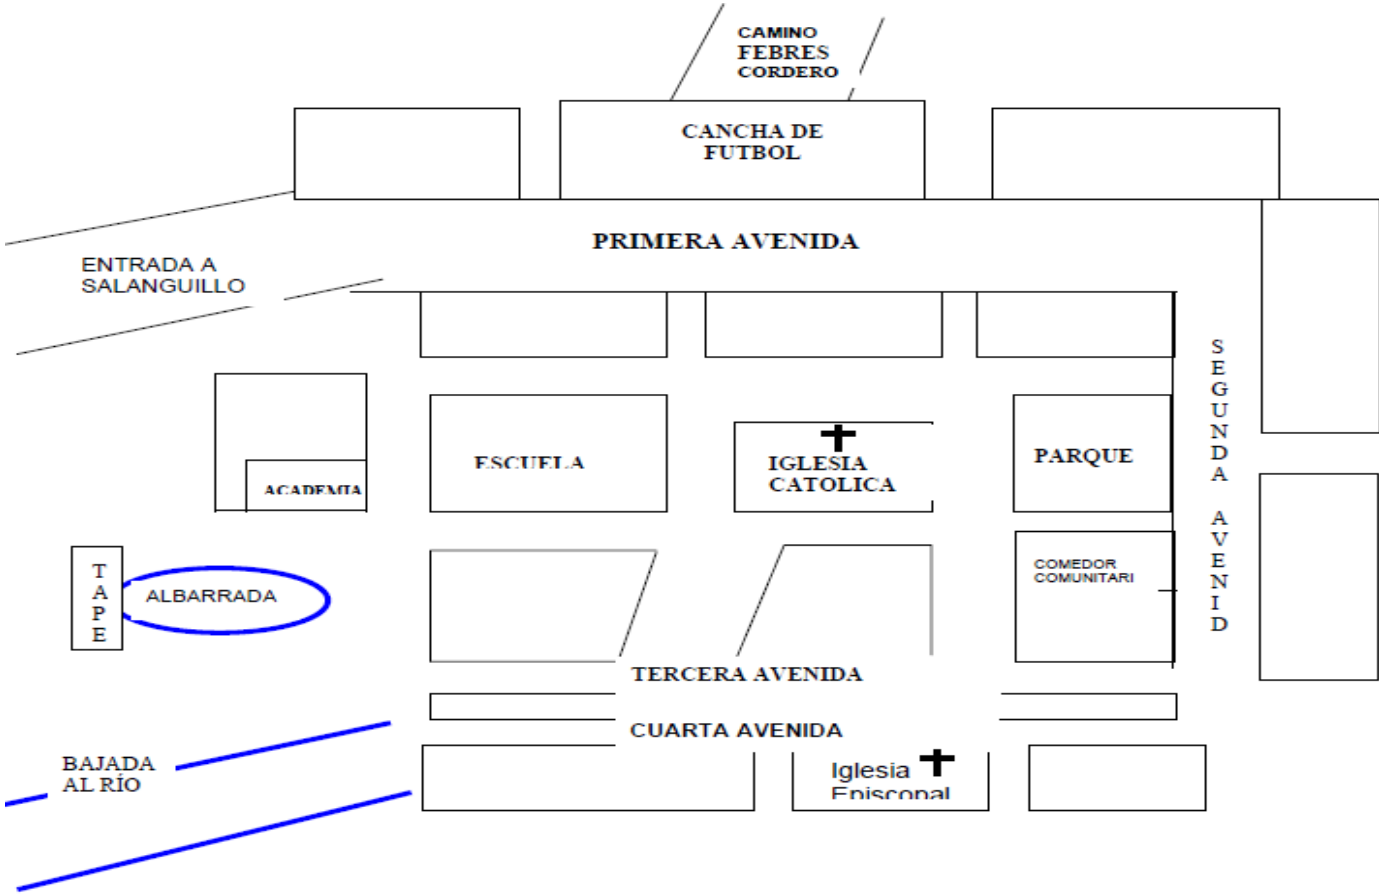 CAMINO
FEBRES
CORDERO
CANCHA DE
FUTBOL
PRIMERA AVENIDA
ENTRADA A
SALANGUILLO
SEGUNDA AVENID
ESCUELA
IGLESIA
CATOLICA
PARQUE
ACADEMIA
TAPE
ALBARRADA
COMEDOR
COMUNITARI
TERCERA AVENIDA
CUARTA AVENIDA
BAJADA
AL RÍO
Iglesia
Episcopal